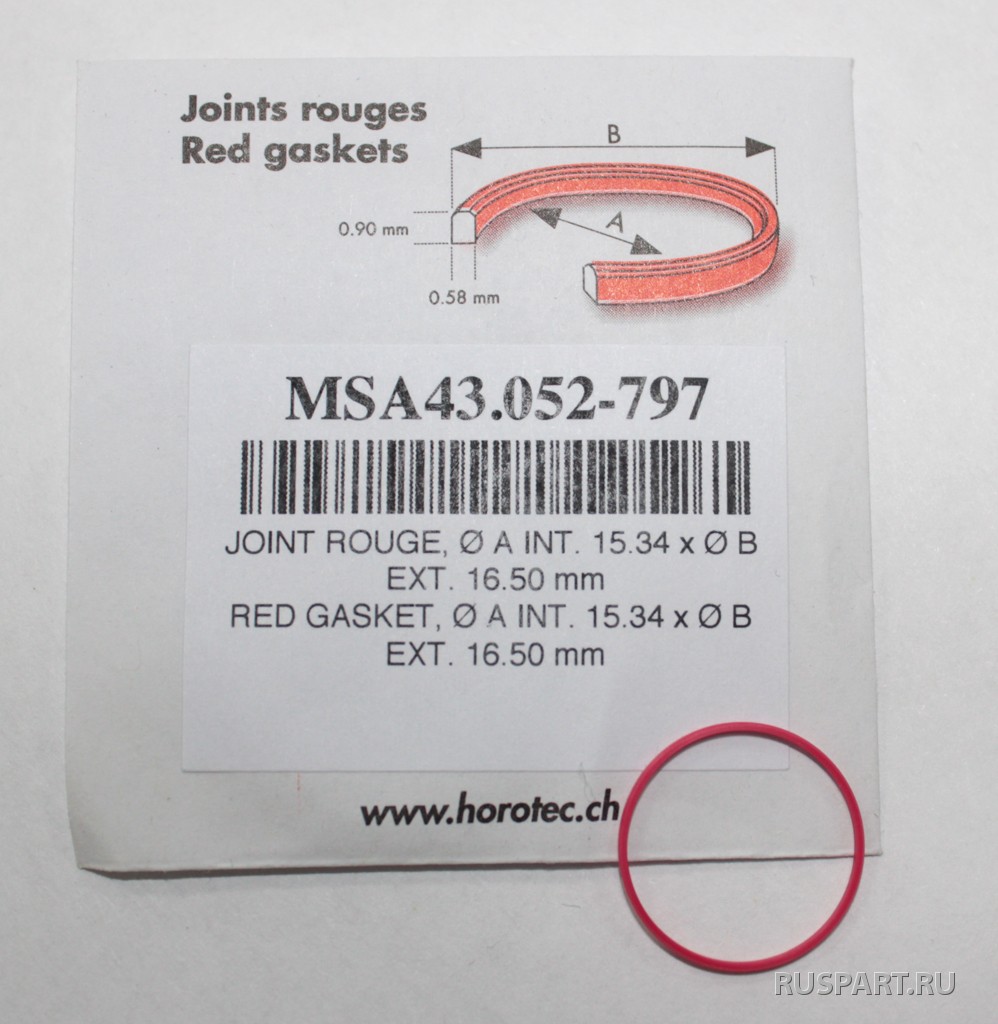 Joints rouges
Red gaskets
B
A
0.90 mm
0.58 mm
MSA43.052-797
JOINT ROUGE, Ø A INT. 15.34 x Ø B
EXT. 16.50 mm
RED GASKET, Ø A INT. 15.34 x Ø B
EXT. 16.50 mm
www.horotec.ch
RUSPART.RU